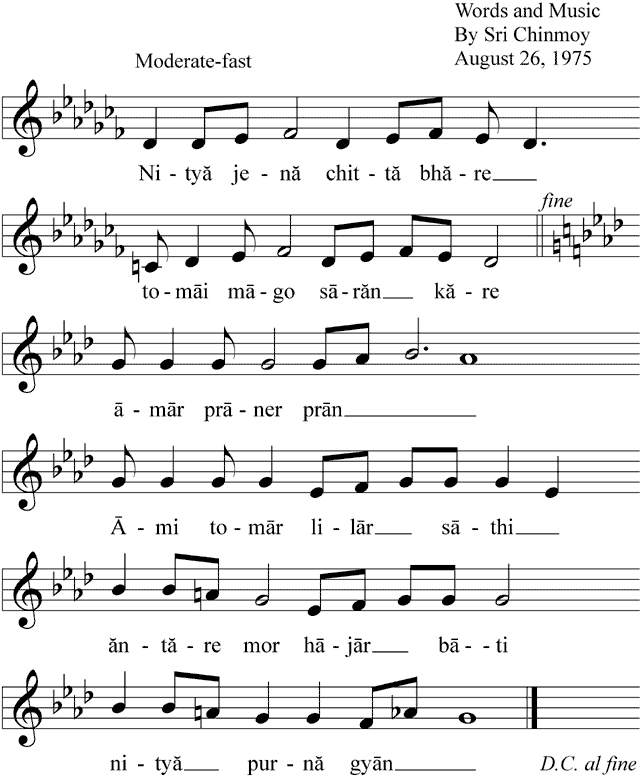 Words and Music
By Sri Chinmoy
August 26, 1975
Moderate-fast
Ni - tyă je - nă chit - tă bhă - re
fine
to - māi mā - go sā - răn kă - re
ā - mār prā - ner prān
Ā - mi to - mār li - lār sā - thi
ăn - tă - re mor hā - jār bā - ti
ni - tyă pur - nă gyān
D.C. al fine